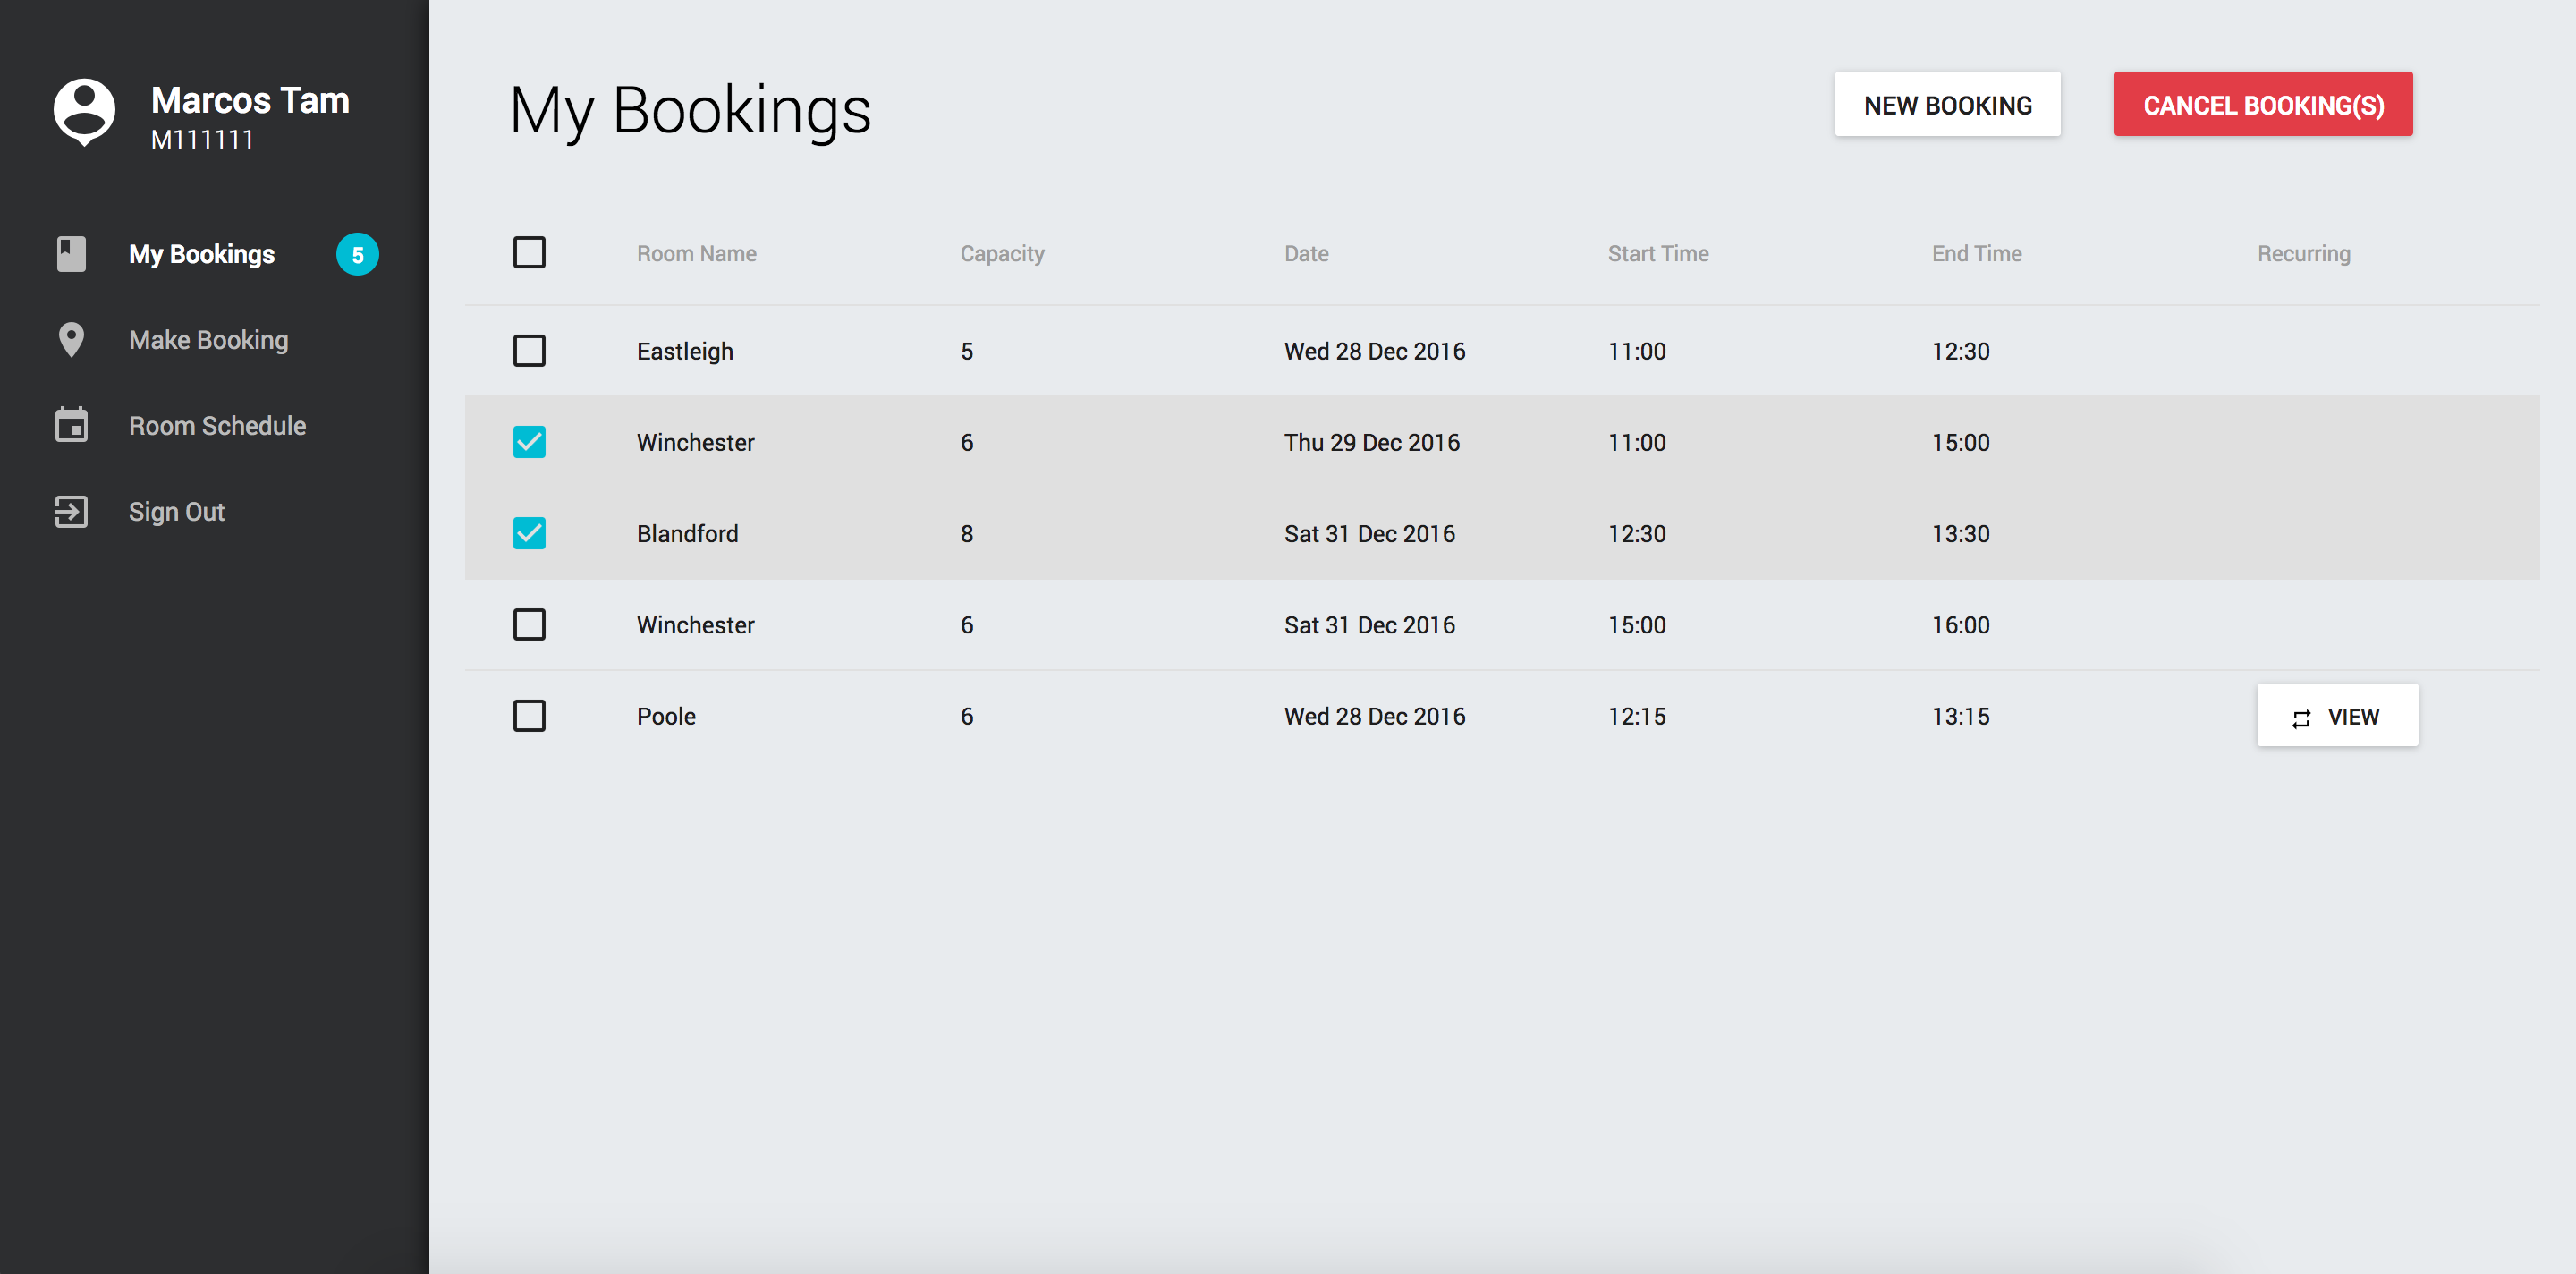 Marcos Tam
M111111
My Bookings 5
Make Booking
Room Schedule
Sign Out
My Bookings
NEW BOOKING
CANCEL BOOKING(S)
Room Name Capacity Date Start Time End Time Recurring
Eastleigh 5 Wed 28 Dec 2016 11:00 12:30
Winchester 6 Thu 29 Dec 2016 11:00 15:00
Blandford 8 Sat 31 Dec 2016 12:30 13:30
Winchester 6 Sat 31 Dec 2016 15:00 16:00
Poole 6 Wed 28 Dec 2016 12:15 13:15 VIEW